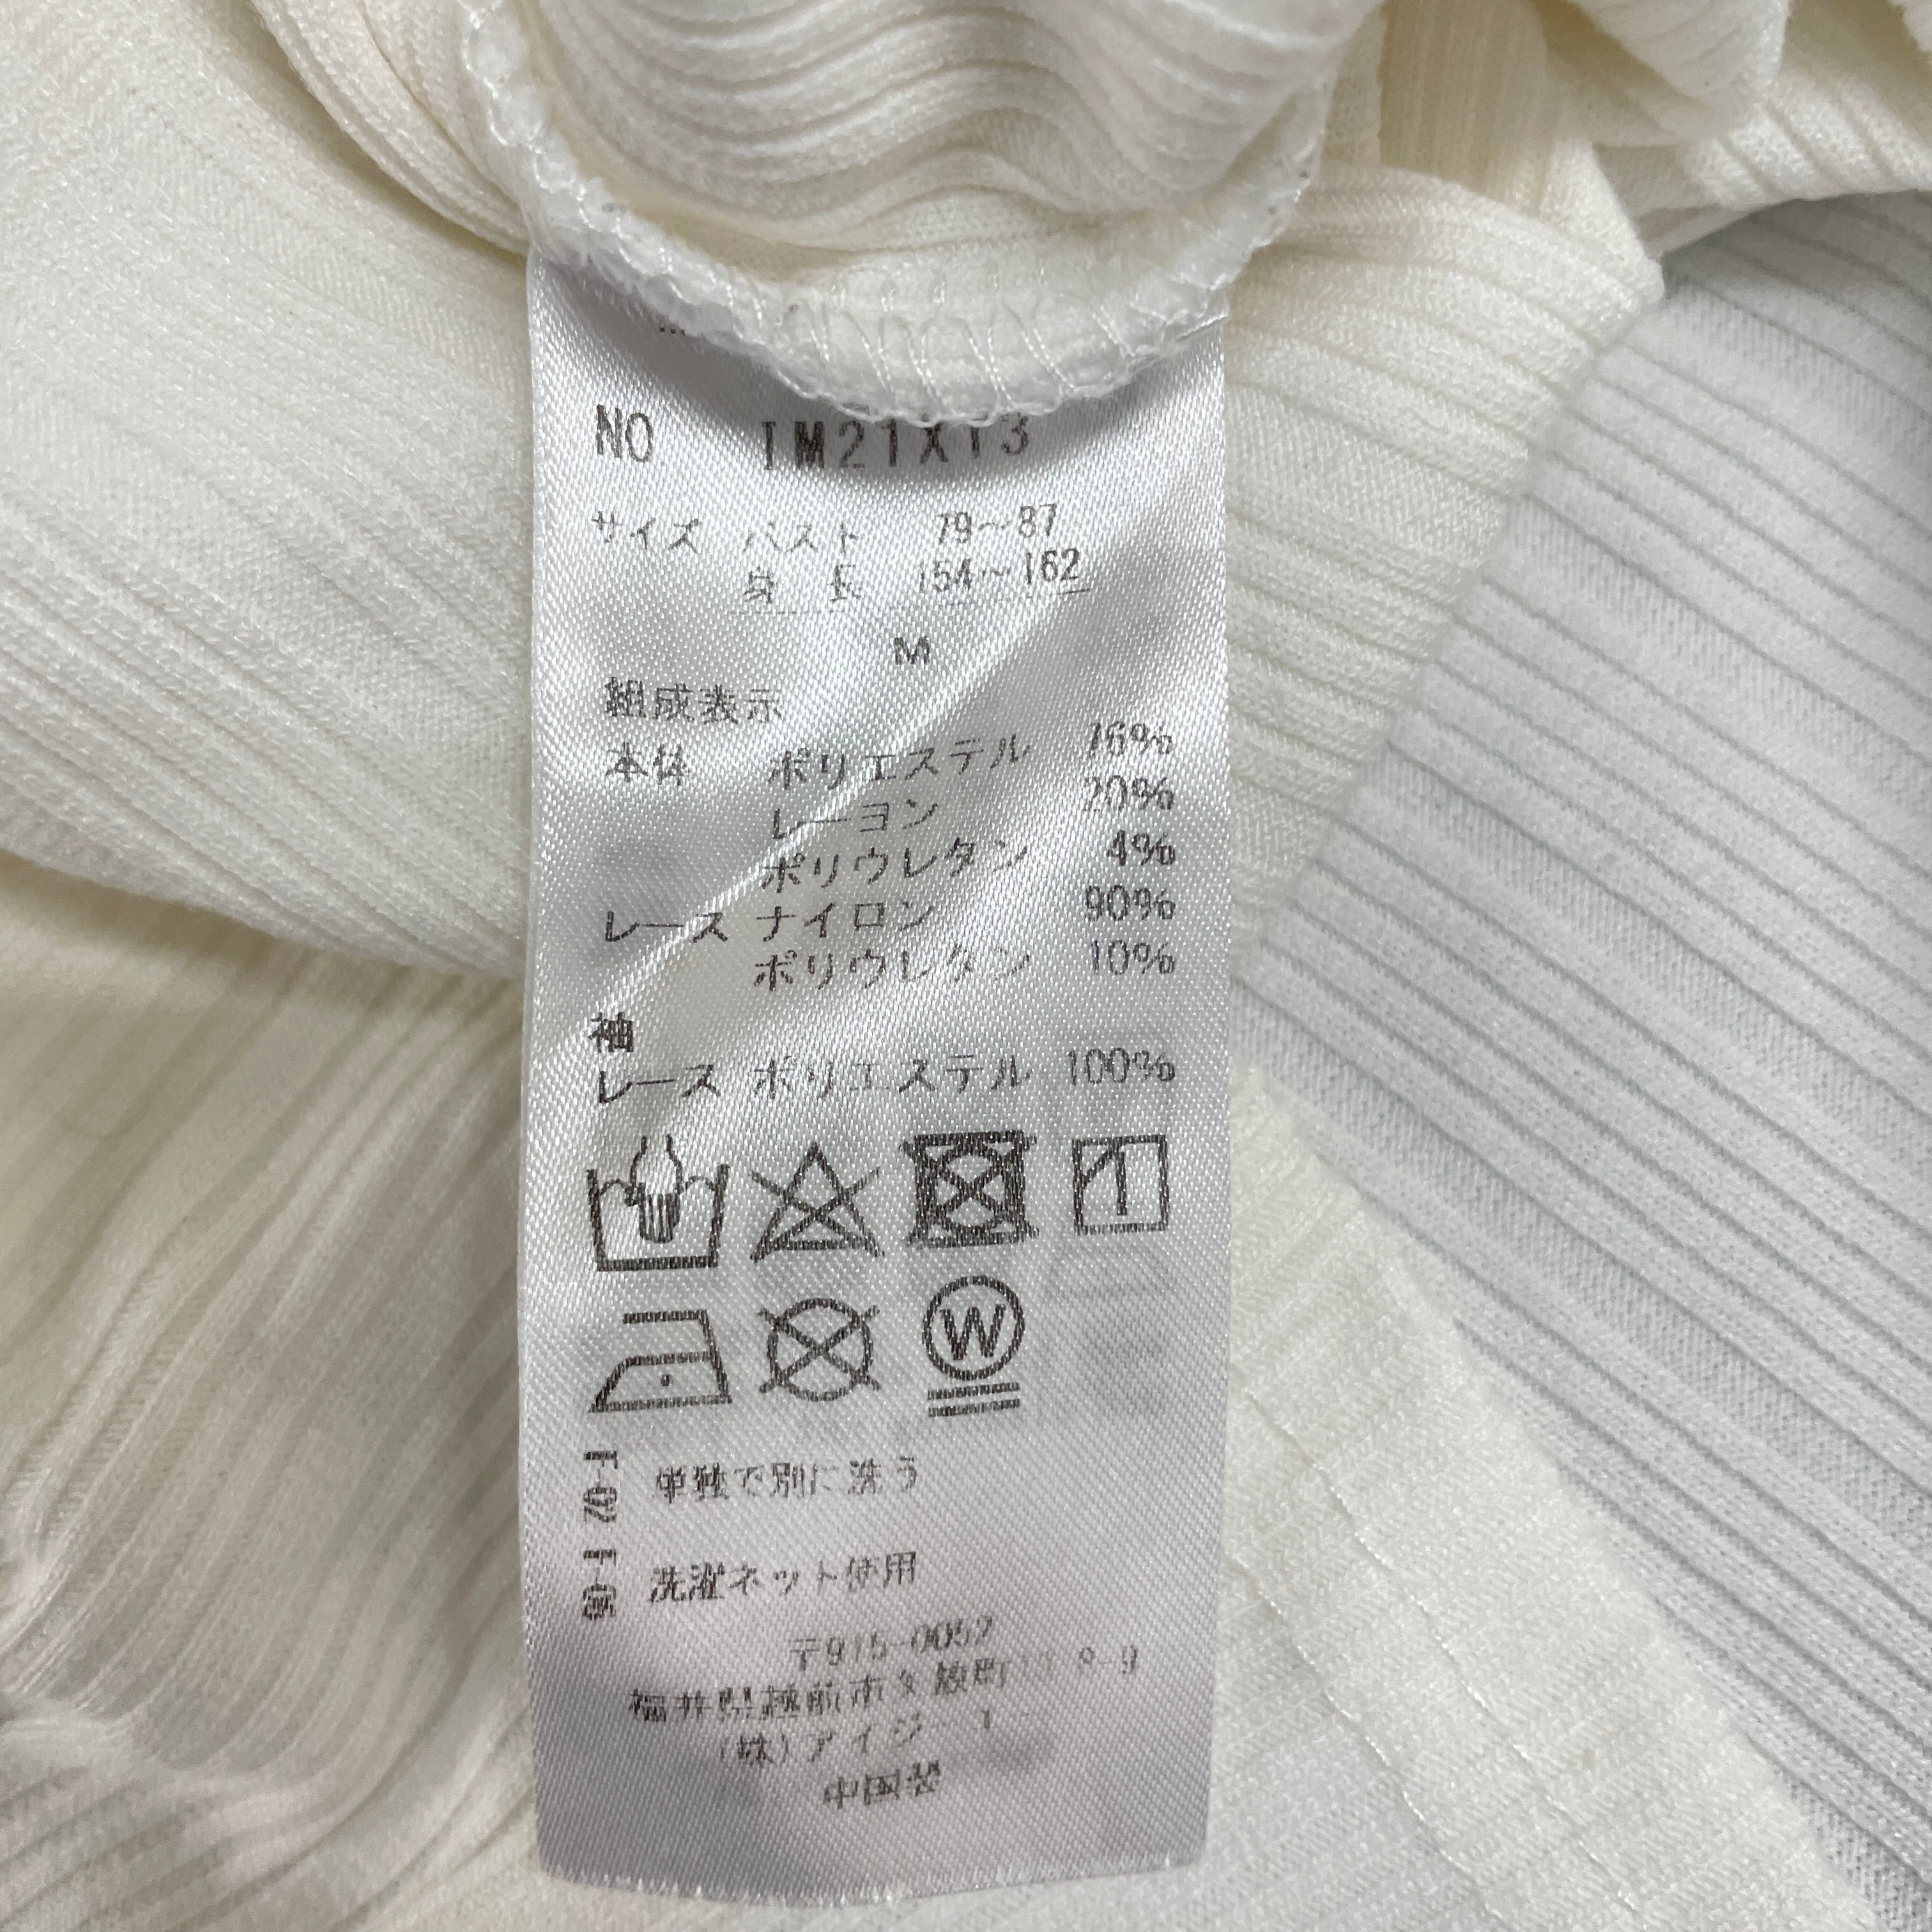 NO IM21X13
サイズ バスト 79～87
身 長 154～162
M
組成表示
本体 ポリエステル 76%
レーヨン 20%
ポリウレタン 4%
レース ナイロン 90%
ポリウレタン 10%
袖
レース ポリエステル 100%
W
F-02 単独で別に洗う
F-06 洗濯ネット使用
〒915-0052
福井県越前市矢放町
(株)アイジー
中国製